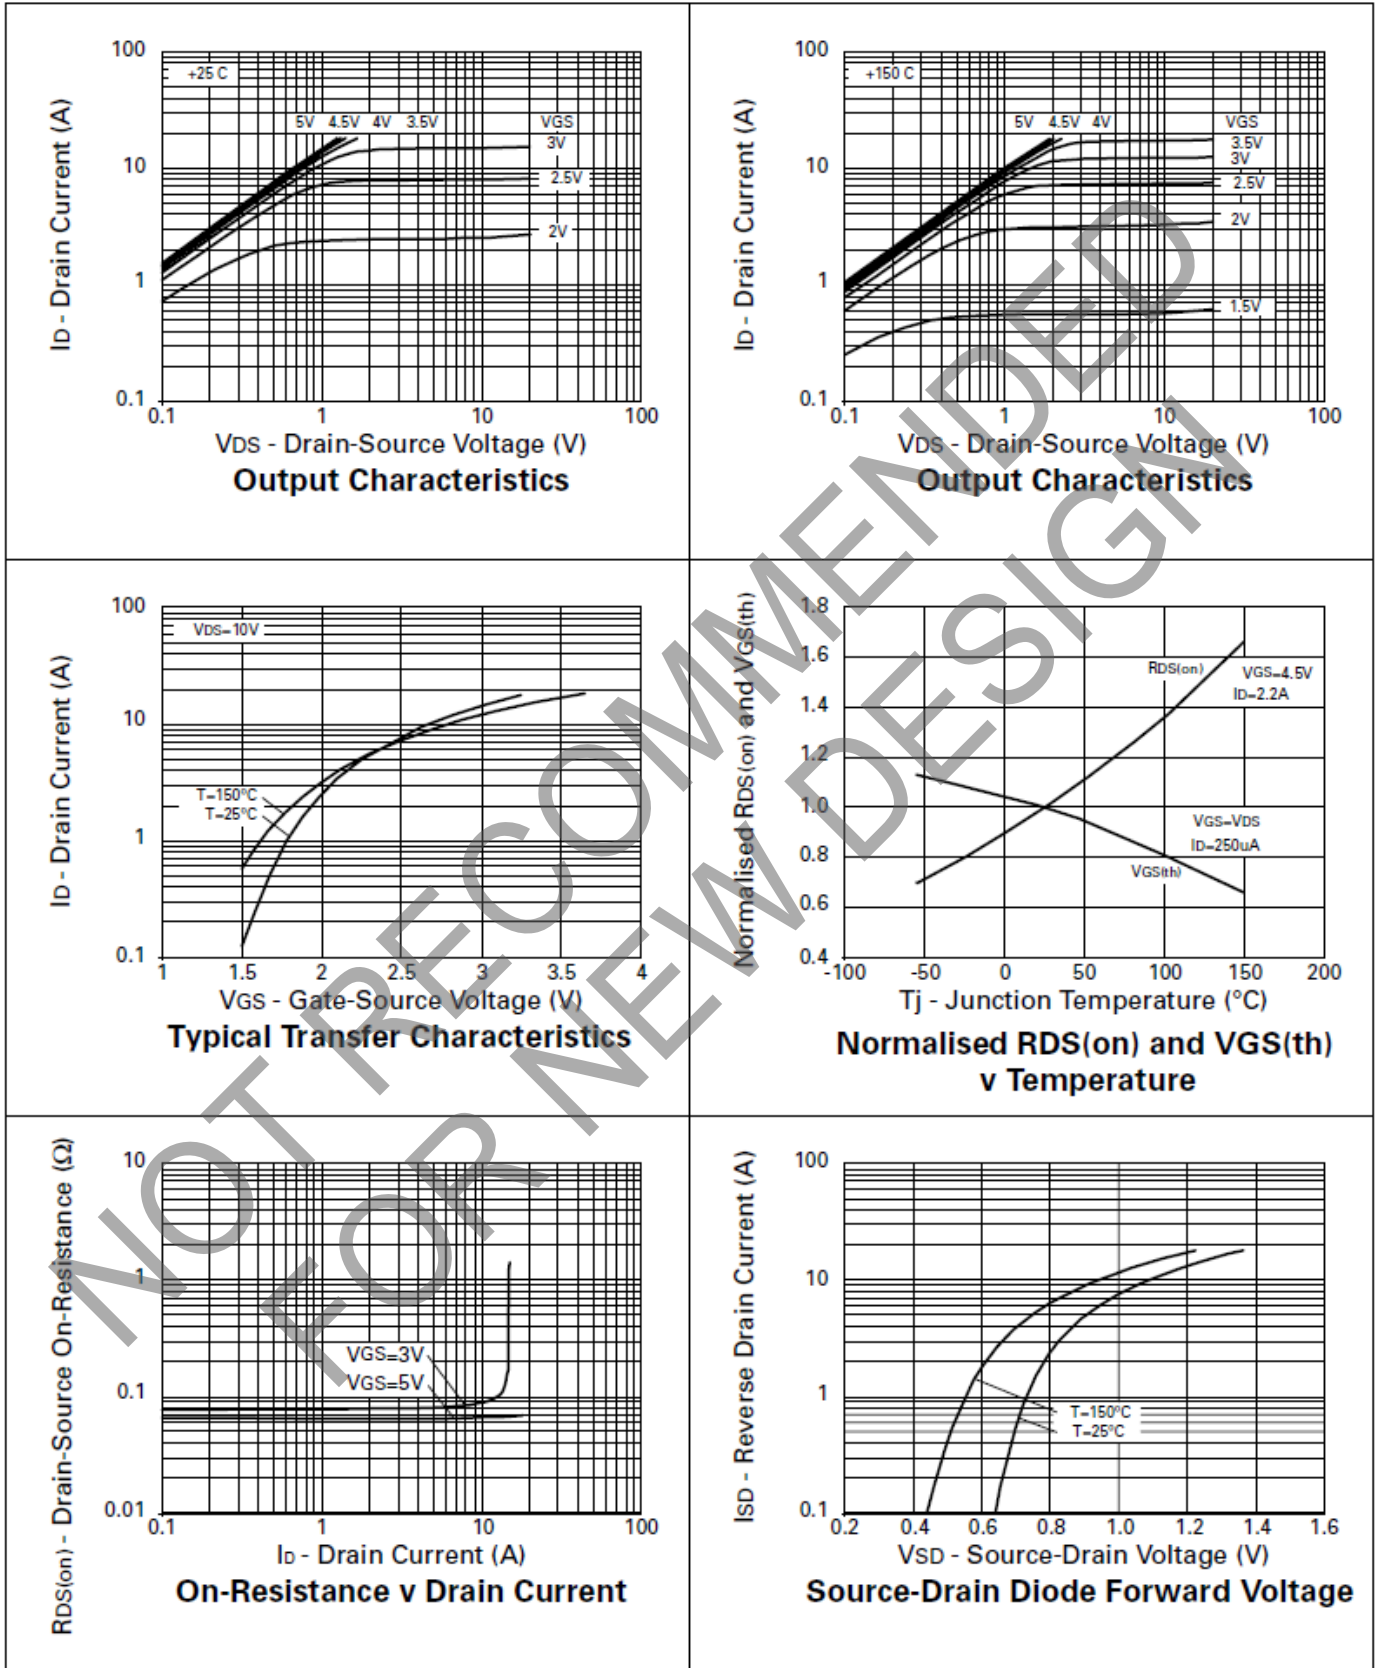 100
10
1
0.1
ID - Drain Current (A)
+25 C
5V 4.5V 4V 3.5V VGS
3V
2.5V
2V
0.1 1 10 100
VDS - Drain-Source Voltage (V)
Output Characteristics
100
10
1
0.1
ID - Drain Current (A)
+150 C
5V 4.5V 4V VGS
3.5V
3V
2.5V
2V
1.5V
0.1 1 10 100
VDS - Drain-Source Voltage (V)
Output Characteristics
100
10
1
0.1
ID - Drain Current (A)
VDS=10V
T=150°C
T=25°C
1 1.5 2 2.5 3 3.5 4
VGS - Gate-Source Voltage (V)
Typical Transfer Characteristics
1.8
1.6
1.4
1.2
1.0
0.8
0.6
0.4
Normalised RDS(on) and VGS(th)
RDS(on)
VGS=4.5V
ID=2.2A
VGS=VDS
ID=250uA
VGS(th)
-100 -50 0 50 100 150 200
Tj - Junction Temperature (°C)
Normalised RDS(on) and VGS(th)
v Temperature
10
1
0.1
0.01
RDS(on) - Drain-Source On-Resistance (Ω)
VGS=3V
VGS=5V
0.1 1 10 100
ID - Drain Current (A)
On-Resistance v Drain Current
100
10
1
0.1
ISD - Reverse Drain Current (A)
T=150°C
T=25°C
0.2 0.4 0.6 0.8 1.0 1.2 1.4 1.6
VSD - Source-Drain Voltage (V)
Source-Drain Diode Forward Voltage
NOT RECOMMENDED
FOR NEW DESIGN